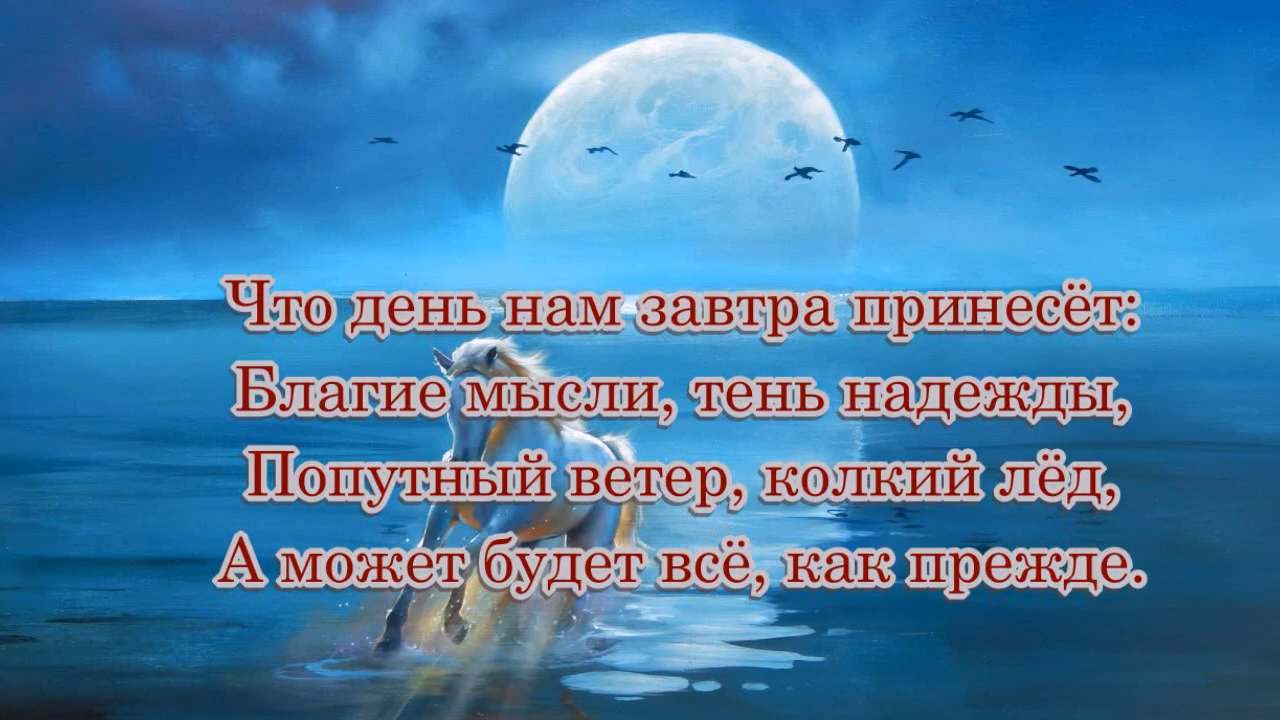 Что день нам завтра принесёт:
Благие мысли, тень надежды,
Попутный ветер, колкий лёд,
А может будет всё, как прежде.